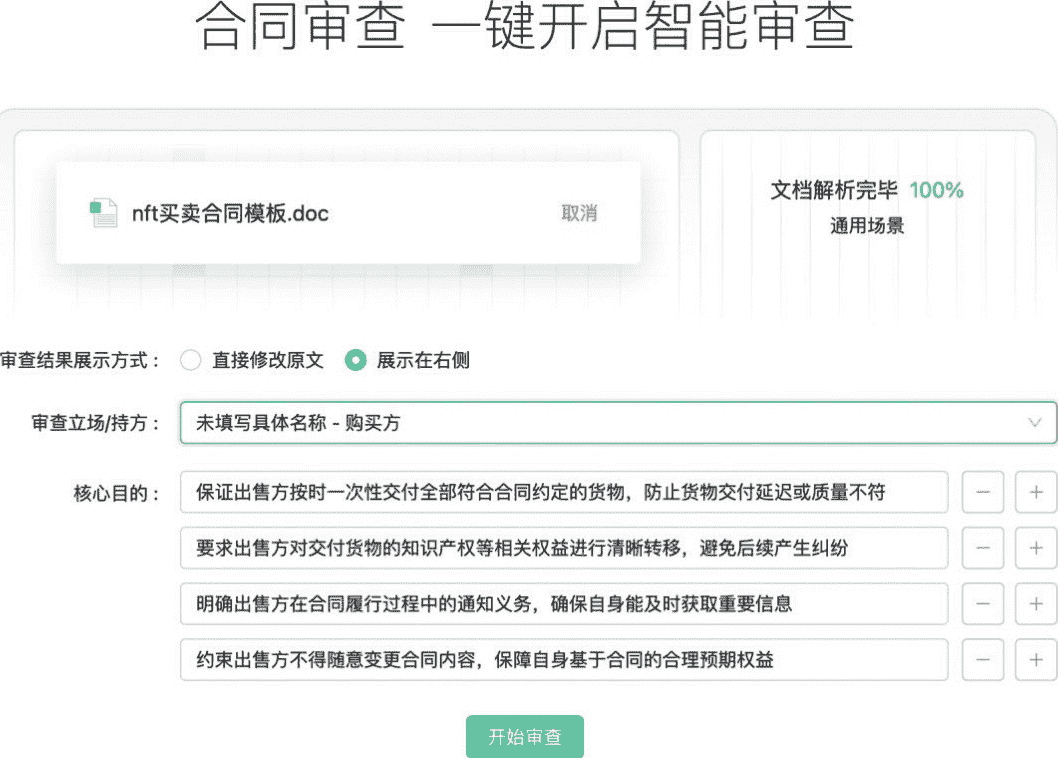 合同审查 一键开启智能审查
nft买卖合同模板.doc
取消
文档解析完毕 100%
通用场景
审查结果展示方式： 直接修改原文 展示在右侧
审查立场/持方： 未填写具体名称 - 购买方
核心目的： 保证出售方按时一次性交付全部符合合同约定的货物，防止货物交付延迟或质量不符
要求出售方对交付货物的知识产权等相关权益进行清晰转移，避免后续产生纠纷
明确出售方在合同履行过程中的通知义务，确保自身能及时获取重要信息
约束出售方不得随意变更合同内容，保障自身基于合同的合理预期权益
开始审查